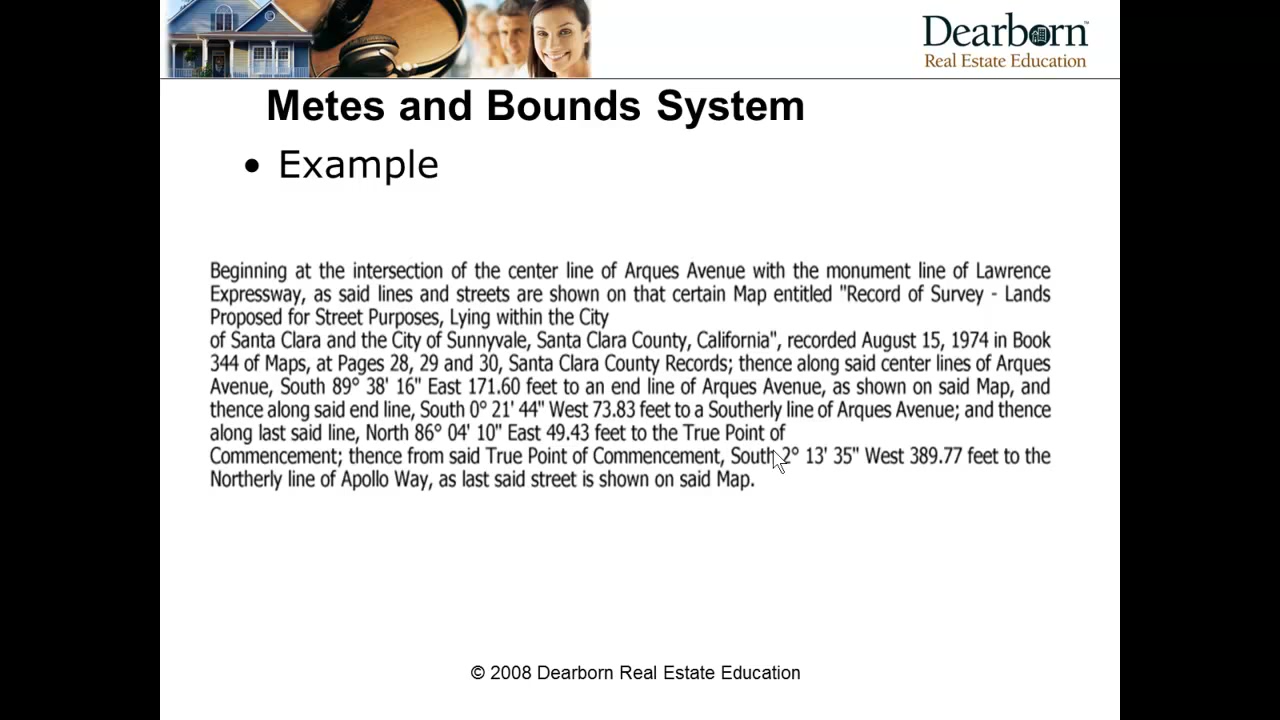 Dearborn™
Real Estate Education
Metes and Bounds System
• Example
Beginning at the intersection of the center line of Arques Avenue with the monument line of Lawrence
Expressway, as said lines and streets are shown on that certain Map entitled "Record of Survey - Lands
Proposed for Street Purposes, Lying within the City
of Santa Clara and the City of Sunnyvale, Santa Clara County, California", recorded August 15, 1974 in Book
344 of Maps, at Pages 28, 29 and 30, Santa Clara County Records; thence along said center lines of Arques
Avenue, South 89° 38' 16" East 171.60 feet to an end line of Arques Avenue, as shown on said Map, and
thence along said end line, South 0° 21' 44" West 73.83 feet to a Southerly line of Arques Avenue; and thence
along last said line, North 86° 04' 10" East 49.43 feet to the True Point of
Commencement; thence from said True Point of Commencement, South 2° 13' 35" West 389.77 feet to the
Northerly line of Apollo Way, as last said street is shown on said Map.
© 2008 Dearborn Real Estate Education